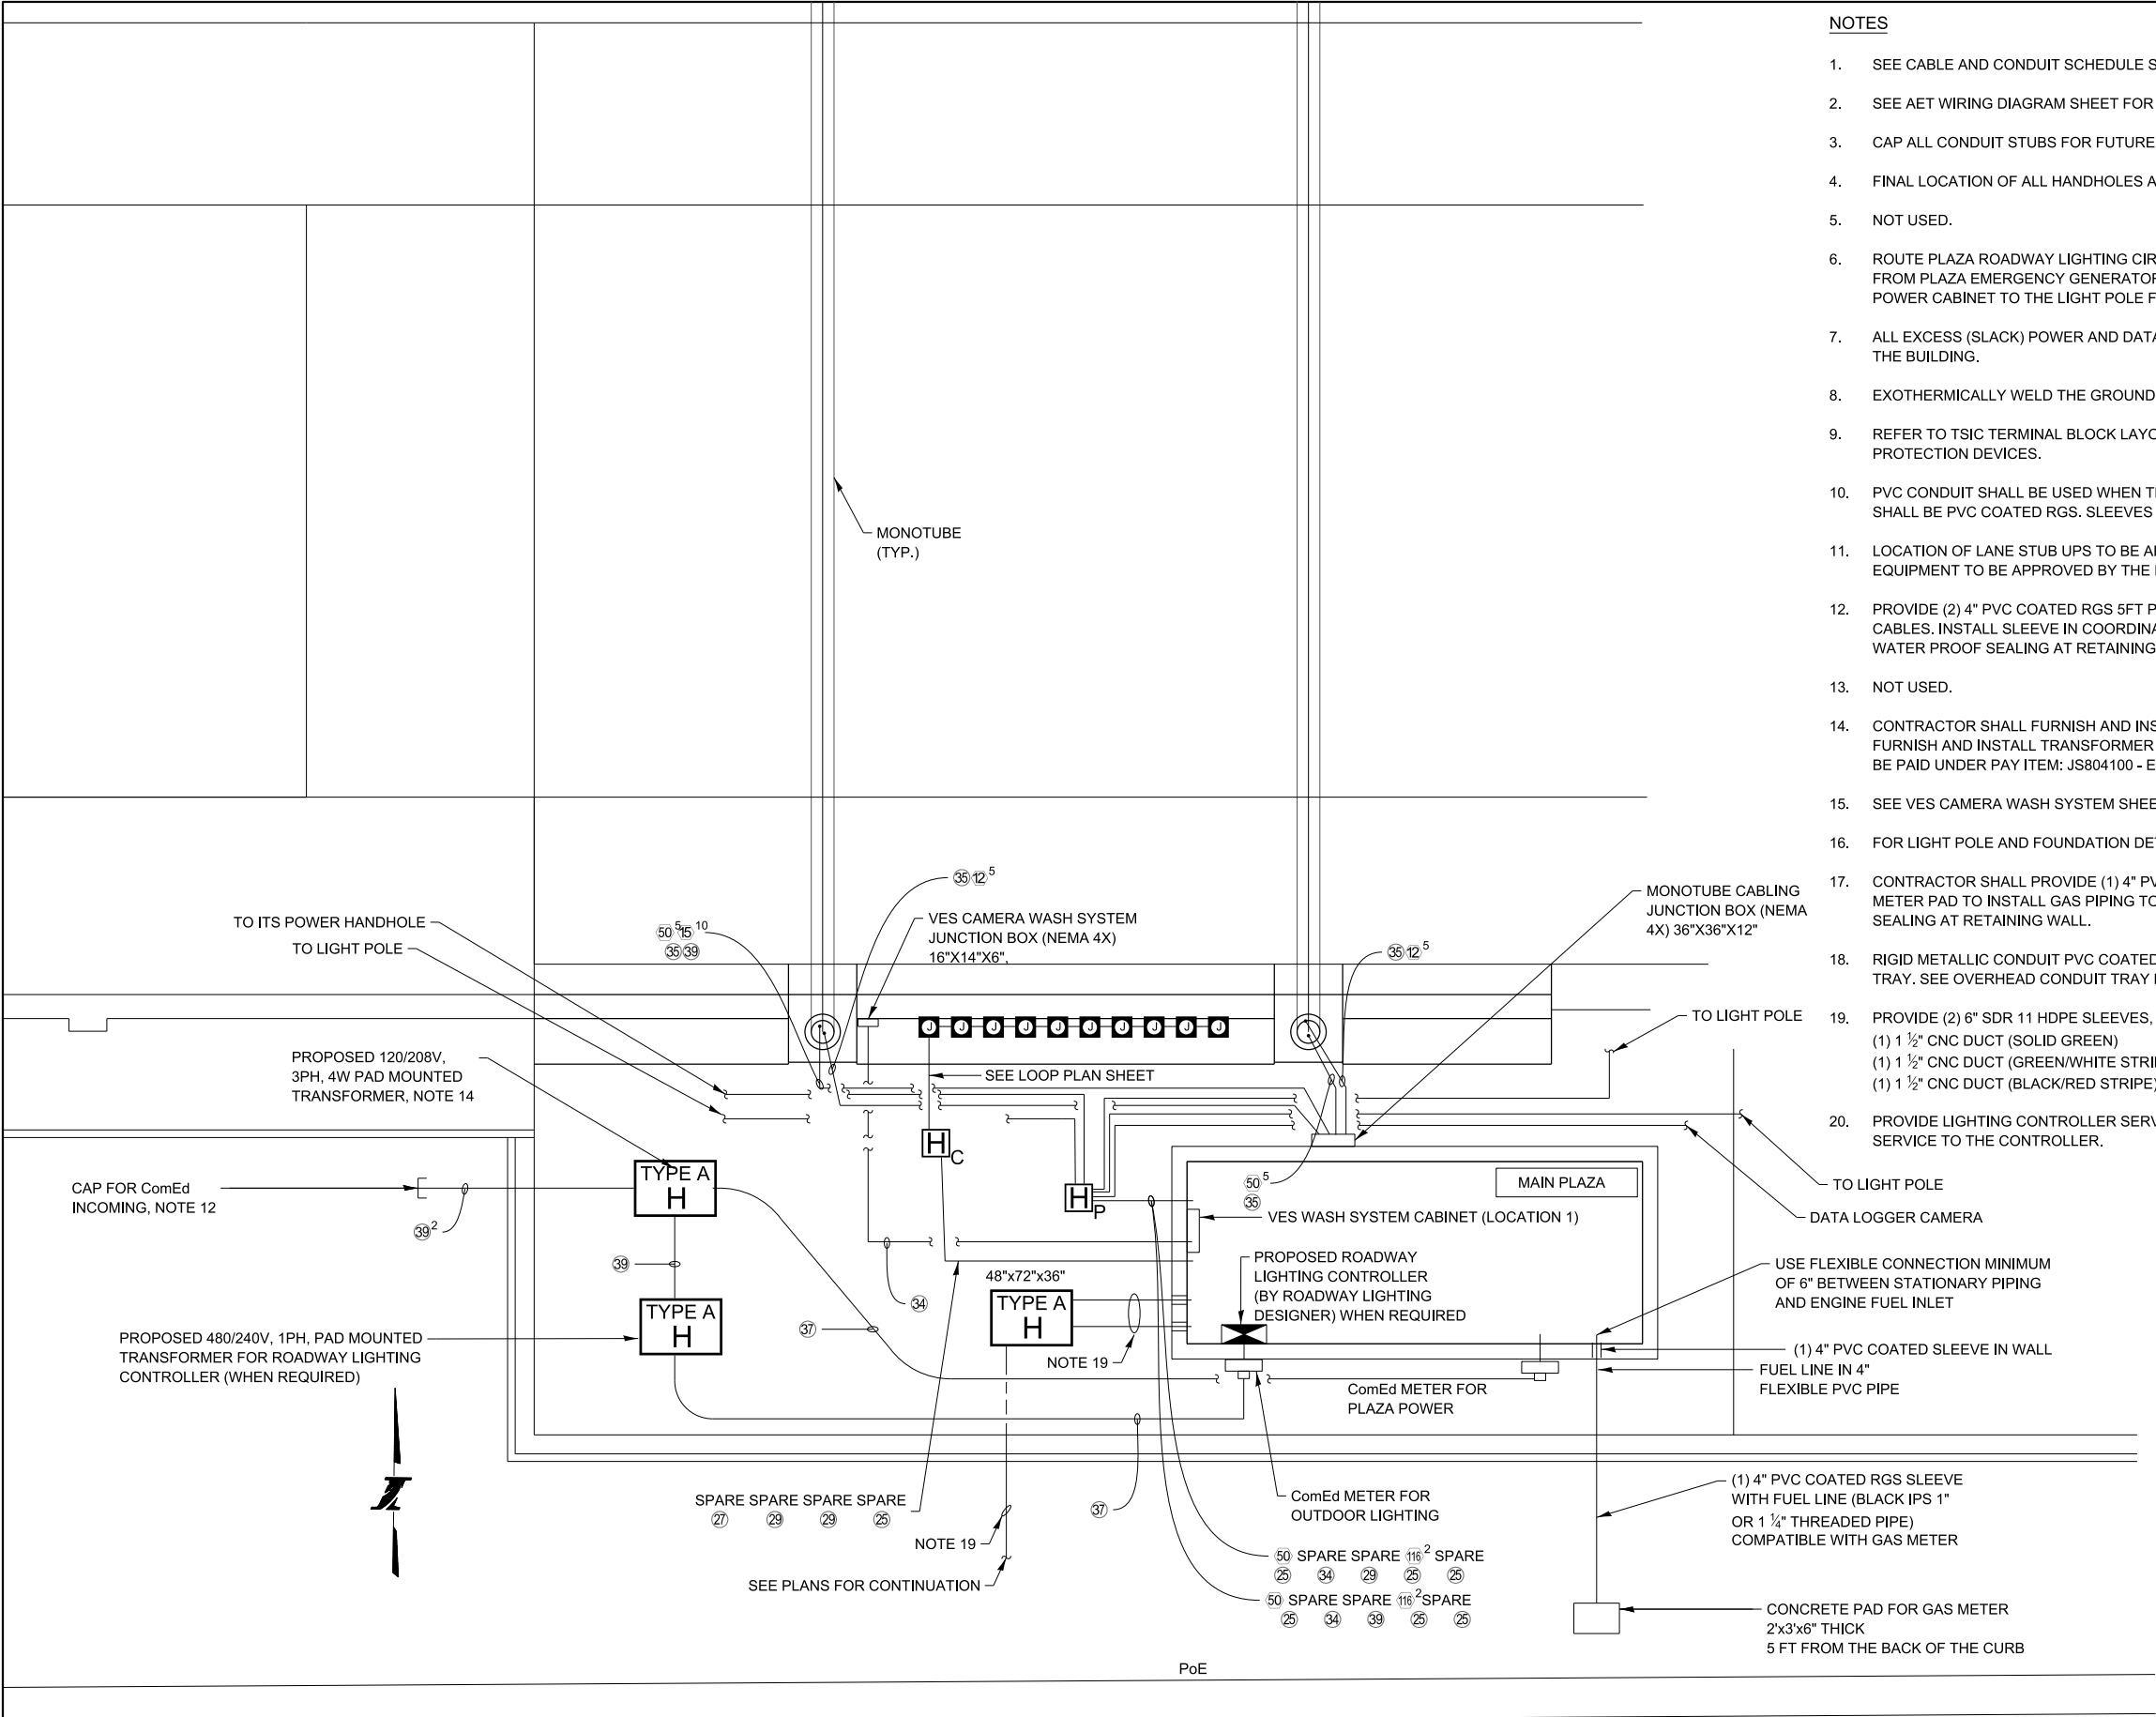 NOTES
1. SEE CABLE AND CONDUIT SCHEDULE S
2. SEE AET WIRING DIAGRAM SHEET FOR
3. CAP ALL CONDUIT STUBS FOR FUTURE
4. FINAL LOCATION OF ALL HANDHOLES A
5. NOT USED.
6. ROUTE PLAZA ROADWAY LIGHTING CIR
FROM PLAZA EMERGENCY GENERATOR
POWER CABINET TO THE LIGHT POLE F
7. ALL EXCESS (SLACK) POWER AND DATA
THE BUILDING.
8. EXOTHERMICALLY WELD THE GROUND
9. REFER TO TSIC TERMINAL BLOCK LAYO
PROTECTION DEVICES.
10. PVC CONDUIT SHALL BE USED WHEN T
SHALL BE PVC COATED RGS. SLEEVES
11. LOCATION OF LANE STUB UPS TO BE A
EQUIPMENT TO BE APPROVED BY THE
12. PROVIDE (2) 4" PVC COATED RGS 5FT P
CABLES. INSTALL SLEEVE IN COORDINA
WATER PROOF SEALING AT RETAINING
13. NOT USED.
14. CONTRACTOR SHALL FURNISH AND INS
FURNISH AND INSTALL TRANSFORMER
BE PAID UNDER PAY ITEM: JS804100 - E
15. SEE VES CAMERA WASH SYSTEM SHEE
16. FOR LIGHT POLE AND FOUNDATION DE
17. CONTRACTOR SHALL PROVIDE (1) 4" PV
METER PAD TO INSTALL GAS PIPING TO
SEALING AT RETAINING WALL.
18. RIGID METALLIC CONDUIT PVC COATED
TRAY. SEE OVERHEAD CONDUIT TRAY
19. PROVIDE (2) 6" SDR 11 HDPE SLEEVES,
(1) 1 ½" CNC DUCT (SOLID GREEN)
(1) 1 ½" CNC DUCT (GREEN/WHITE STRI
(1) 1 ½" CNC DUCT (BLACK/RED STRIPE)
20. PROVIDE LIGHTING CONTROLLER SERV
SERVICE TO THE CONTROLLER.
MONOTUBE
(TYP.)
35 12 5
TO ITS POWER HANDHOLE
TO LIGHT POLE
50 5 15 10
35 39
VES CAMERA WASH SYSTEM
JUNCTION BOX (NEMA 4X)
16"X14"X6",
35 12 5
MONOTUBE CABLING
JUNCTION BOX (NEMA
4X) 36"X36"X12"
TO LIGHT POLE
J J J J J J J J J J
PROPOSED 120/208V,
3PH, 4W PAD MOUNTED
TRANSFORMER, NOTE 14
SEE LOOP PLAN SHEET
H C
H P
TYPE A
H
CAP FOR ComEd
INCOMING, NOTE 12
39 2
39
50 5
35
MAIN PLAZA
VES WASH SYSTEM CABINET (LOCATION 1)
TO LIGHT POLE
DATA LOGGER CAMERA
PROPOSED ROADWAY
LIGHTING CONTROLLER
(BY ROADWAY LIGHTING
DESIGNER) WHEN REQUIRED
USE FLEXIBLE CONNECTION MINIMUM
OF 6" BETWEEN STATIONARY PIPING
AND ENGINE FUEL INLET
34
37
48"x72"x36"
TYPE A
H
TYPE A
H
PROPOSED 480/240V, 1PH, PAD MOUNTED
TRANSFORMER FOR ROADWAY LIGHTING
CONTROLLER (WHEN REQUIRED)
NOTE 19
(1) 4" PVC COATED SLEEVE IN WALL
FUEL LINE IN 4"
FLEXIBLE PVC PIPE
ComEd METER FOR
PLAZA POWER
SPARE SPARE SPARE SPARE
27 29 29 25
NOTE 19
SEE PLANS FOR CONTINUATION
37
ComEd METER FOR
OUTDOOR LIGHTING
50 SPARE SPARE 116 2 SPARE
25 34 29 25 25
50 SPARE SPARE 116 2 SPARE
25 34 39 25 25
(1) 4" PVC COATED RGS SLEEVE
WITH FUEL LINE (BLACK IPS 1"
OR 1 ¼" THREADED PIPE)
COMPATIBLE WITH GAS METER
CONCRETE PAD FOR GAS METER
2'x3'x6" THICK
5 FT FROM THE BACK OF THE CURB
PoE